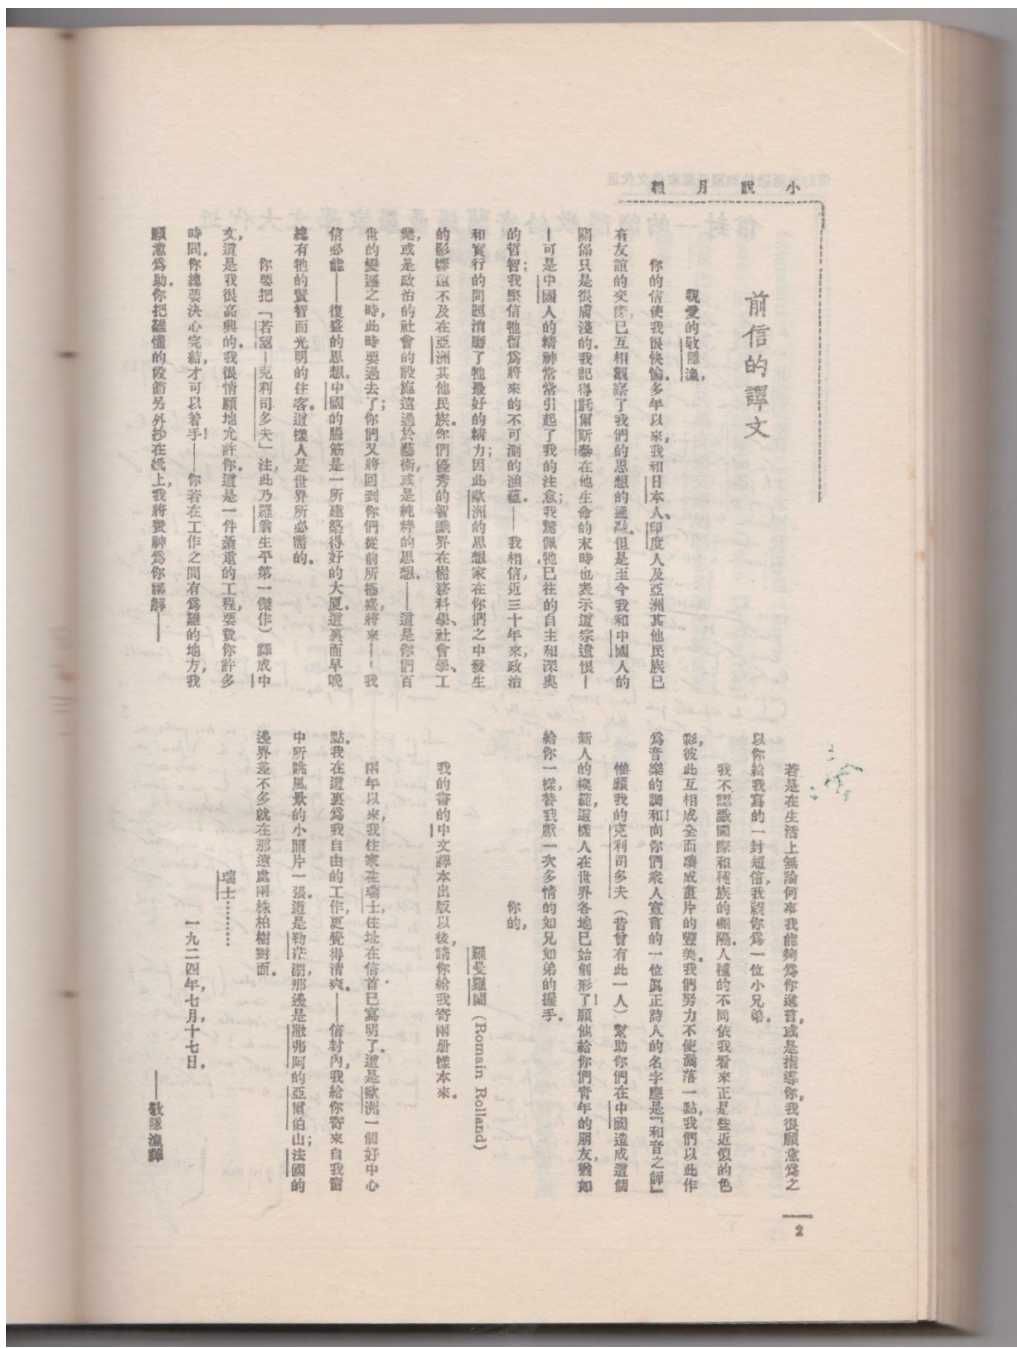 小說月報
前信的譯文
親愛的敬隱漁，
你的信使我很快愉。多年以來，我和日本人、印度人及亞洲其他民族已
有友誼的交際，已互相觀察了我們的思想的通融。但是至今我和中國人的
關係只是很膚淺的。我記得託爾斯泰在他生命的末時也表示這宗遺恨——
可是中國人的精神常常引起了我的注意；我驚佩牠已往的自主和深奧
的哲智；我堅信牠留爲將來的不可測的涵蘊。——我相信，近三十年來，政治
和實行的問題消磨了牠最好的精力；因此歐洲的思想家在你們之中發生
的影響遠不及在亞洲其他民族。你們優秀的智識界在樹務科學、社會學、工
藝或是政治的社會的設施遠過於藝術，或是純粹的思想。——這是你們百
世的變遷之時，此時要過去了；你們又將回到你們從前所極盛，將來——我
信必能——復盛的思想。中國的腦筋是一所建築得好的大廈。這裏面早晚
總有牠的賢智而光明的住客。這樣人是世界所必需的。
你要把「若望—克利司多夫」注，此乃羅翁生平第一傑作）譯成中
文，這是我很高興的。我很情願地允許你。這是一件繁重的工程，要費你許多
時間。你總要決心完結，才可以着手！——你若在工作之間有爲難的地方，我
願意爲助。你把難懂的段節另外抄在紙上，我將費神爲你講解——
若是在生活上無論何事我能夠爲你進言，或是指導你，我很願意爲之
以你給我寫的一封短信，我視你爲一位小兄弟。
我不認識國際和種族的閫隔。人種的不同依我看來正是些近似的色
彩，彼此互相成全而湊成畫片的豐美。我們努力不使漏落一點，我們以此作
爲音樂的調和！向你們衆人宣言的一位眞正詩人的名字應是「和音之師」
惟願我的克利司多夫（昔曾有此一人）幫助你們在中國造成這個
新人的模範，這樣人在世界各地已始創形了！願他給你們靑年的朋友，猶如
給你一樣，替我獻一次多情的如兄如弟的握手。
你的，
羅曼羅蘭 (Romain Rolland)
我的書的中文譯本出版以後，請你給我寄兩册樣本來。
兩年以來，我住家在瑞士，住址在信首已寫明了。這是歐洲一個好中心
點。我在這裏爲我自由的工作，更覺得清爽。——信封內，我給你寄來自我窗
中所眺風景的小照片一張。這是勒茫湖，那邊是撒弗阿的亞爾伯山；法國的
邊界差不多就在那遠處兩株柏樹對面。
瑞士…………
一九二四年，七月十七日。
——敬隱漁譯
2